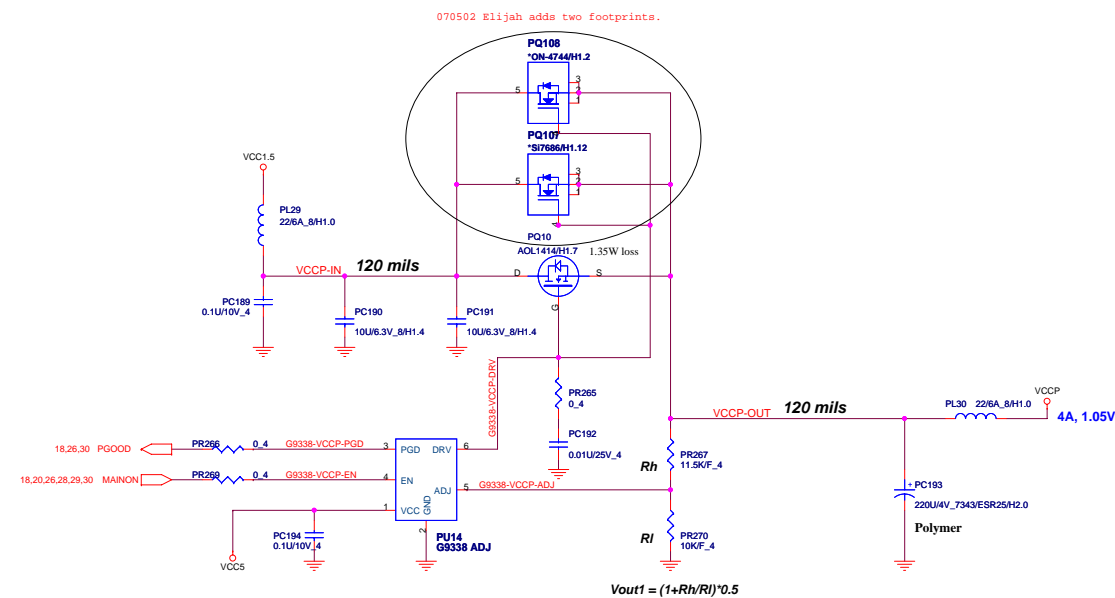 070502 Elijah adds two footprints.
PQ108
*ON-4744/H1.2
5
3
2
1
PQ107
*Si7686/H1.12
5
3
2
1
4
VCC1.5
PL29
22/6A_8/H1.0
PQ10
AOL1414/H1.7
1.35W loss
VCCP-IN
120 mils
D
S
G
PC189
0.1U/10V_4
PC190
10U/6.3V_8/H1.4
PC191
10U/6.3V_8/H1.4
G9338-VCCP-DRV
PR265
0_4
PC192
0.01U/25V_4
VCCP-OUT
120 mils
PL30
22/6A_8/H1.0
VCCP
4A, 1.05V
18,26,30
PGOOD
PR266
0_4
G9338-VCCP-PGD
3
PGD
DRV
6
18,20,26,28,29,30
MAINON
PR269
0_4
G9338-VCCP-EN
4
EN
ADJ
5
G9338-VCCP-ADJ
1
VCC
GND
2
Rh
PR267
11.5K/F_4
Rl
PR270
10K/F_4
+
PC193
220U/4V_7343/ESR25/H2.0
Polymer
PC194
0.1U/10V_4
PU14
G9338 ADJ
VCC5
Vout1 = (1+Rh/Rl)*0.5